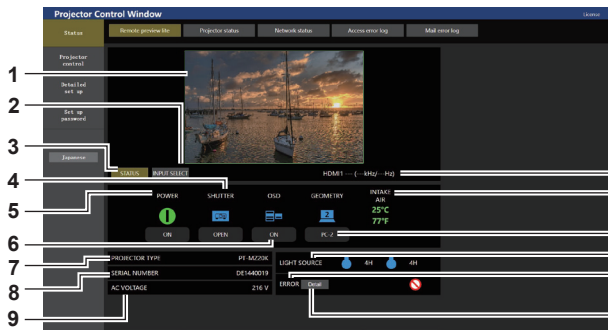 Projector Control Window
License
Status
Remote preview lite
Projector status
Network status
Access error log
Mail error log
Projector control
Detailed set up
Set up password
Japanese
1
2
3
4
5
6
7
8
9
STATUS
INPUT SELECT
HDMI1 --- ( ---kHz/ ---Hz)
POWER
SHUTTER
OSD
GEOMETRY
INTAKE AIR
2
25°C
77°F
ON
OPEN
ON
PC-2
PROJECTOR TYPE PT-MZ20K
SERIAL NUMBER DE1440019
AC VOLTAGE 216 V
LIGHT SOURCE 4H 4H
ERROR Detail